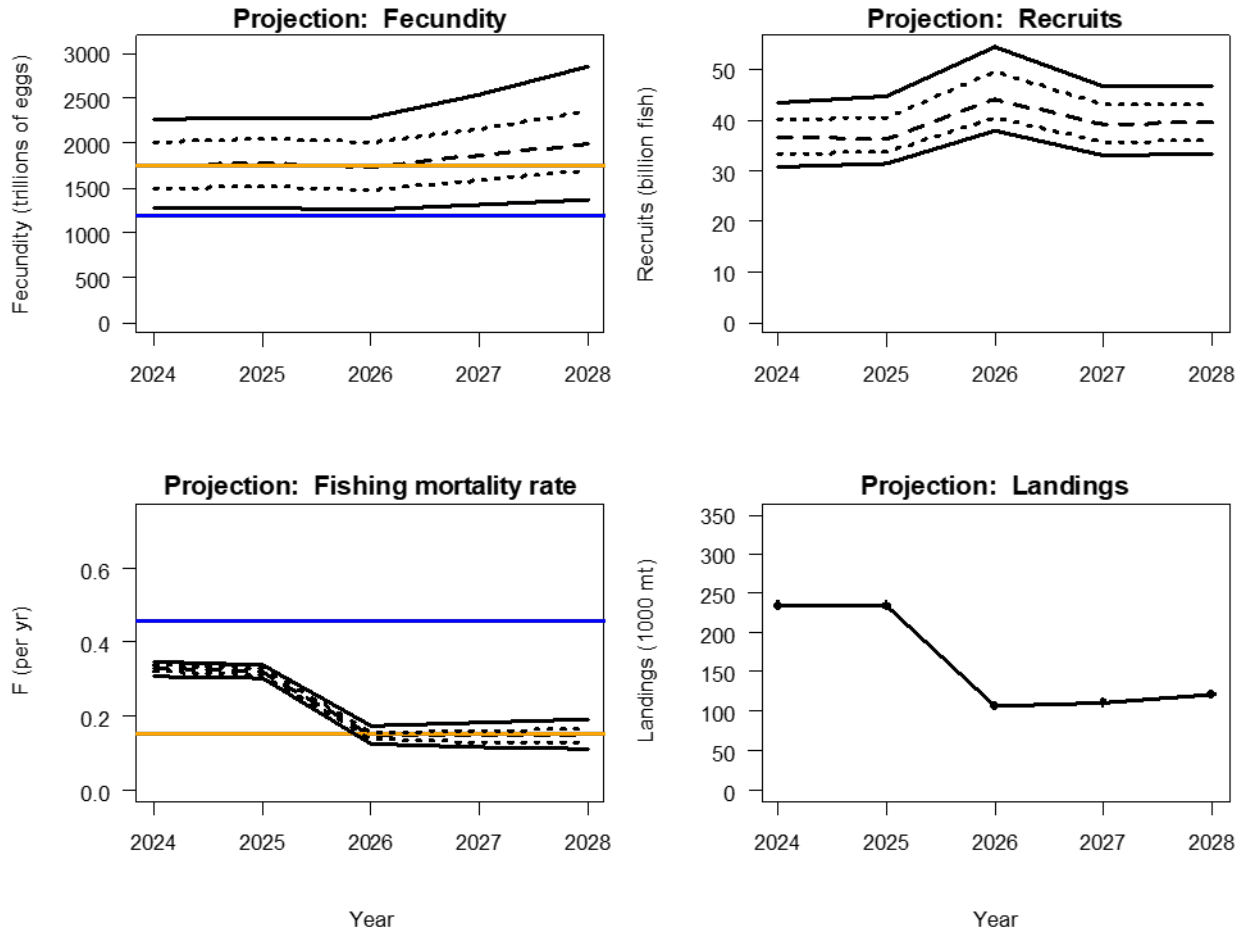 Projection: Fecundity
Fecundity (trillions of eggs)
3000
2500
2000
1500
1000
500
0
2024 2025 2026 2027 2028
Projection: Recruits
Recruits (billion fish)
50
40
30
20
10
0
2024 2025 2026 2027 2028
Projection: Fishing mortality rate
F (per yr)
0.6
0.4
0.2
0.0
2024 2025 2026 2027 2028
Year
Projection: Landings
Landings (1000 mt)
350
300
250
200
150
100
50
0
2024 2025 2026 2027 2028
Year